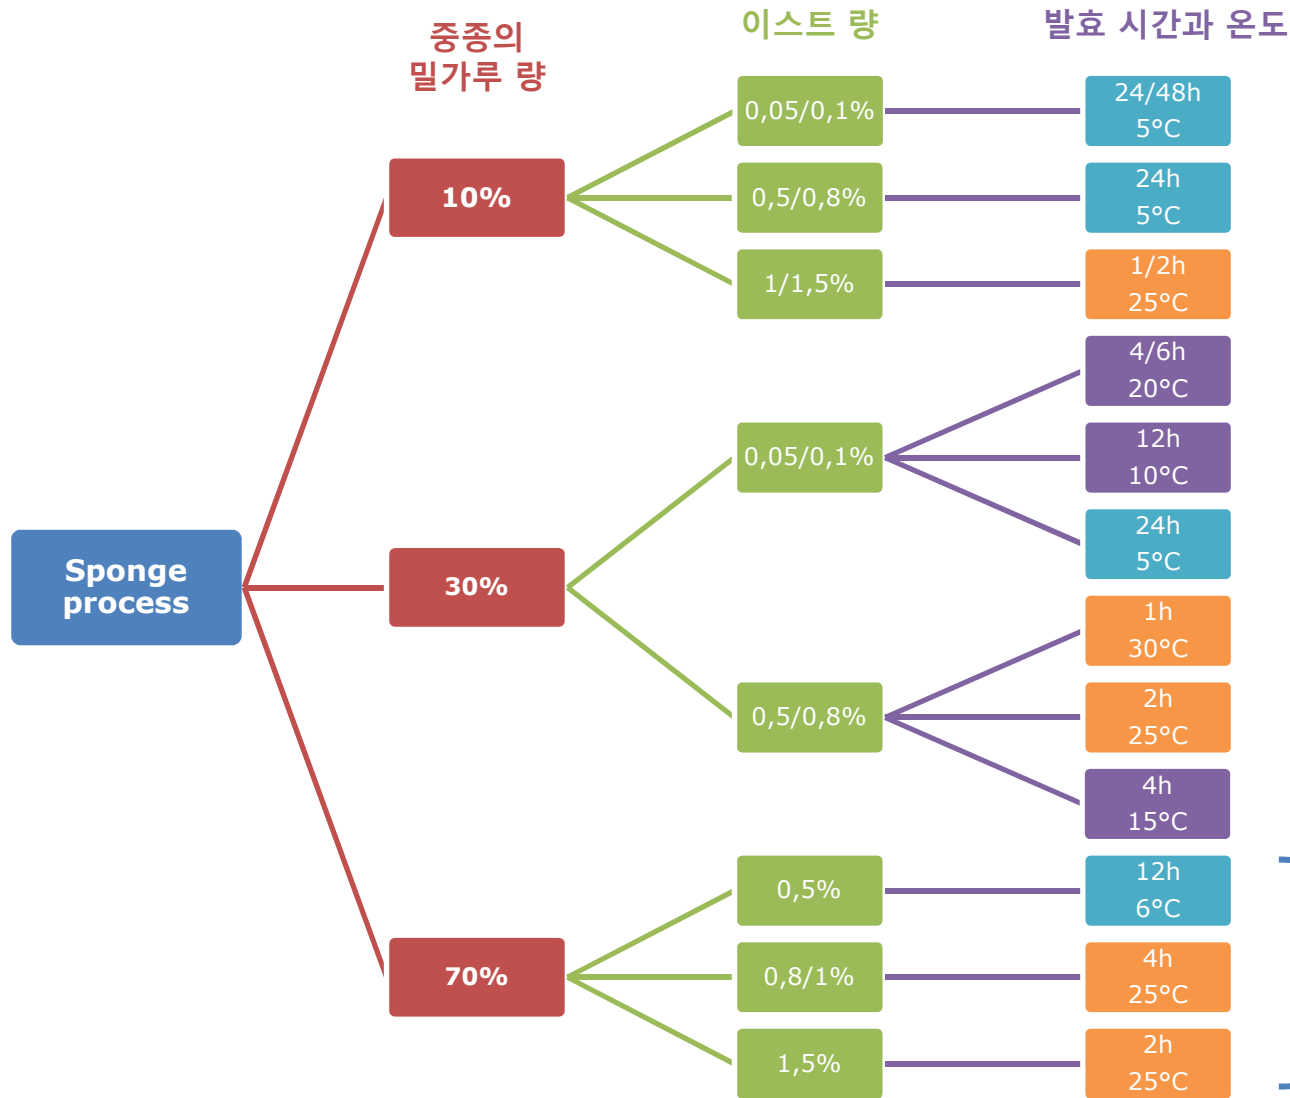 중종의
밀가루 량
이스트 량
발효 시간과 온도
Sponge
process
10%
0,05/0,1%
24/48h
5°C
0,5/0,8%
24h
5°C
1/1,5%
1/2h
25°C
30%
0,05/0,1%
4/6h
20°C
12h
10°C
24h
5°C
0,5/0,8%
1h
30°C
2h
25°C
4h
15°C
70%
0,5%
12h
6°C
0,8/1%
4h
25°C
1,5%
2h
25°C